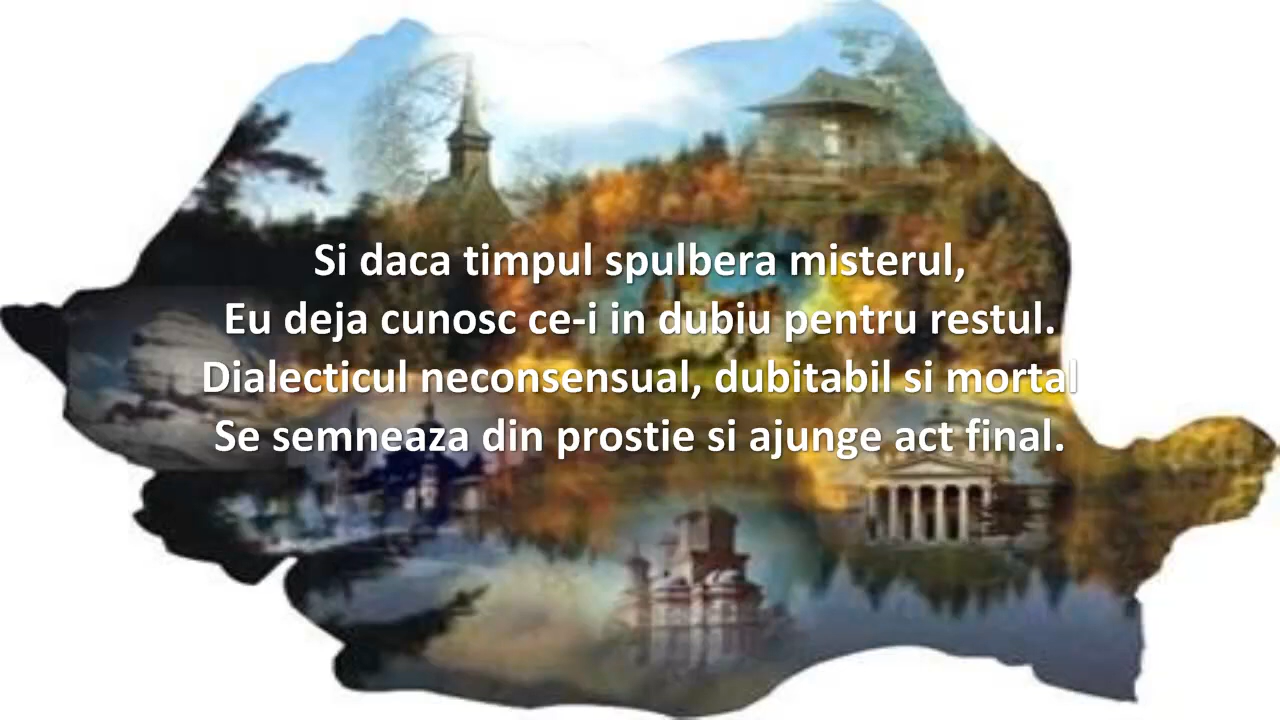 Si daca timpul spulbera misterul,
Eu deja cunosc ce-i in dubiu pentru restul.
Dialecticul neconsensual, dubitabil si mortal
Se semneaza din prostie si ajunge act final.